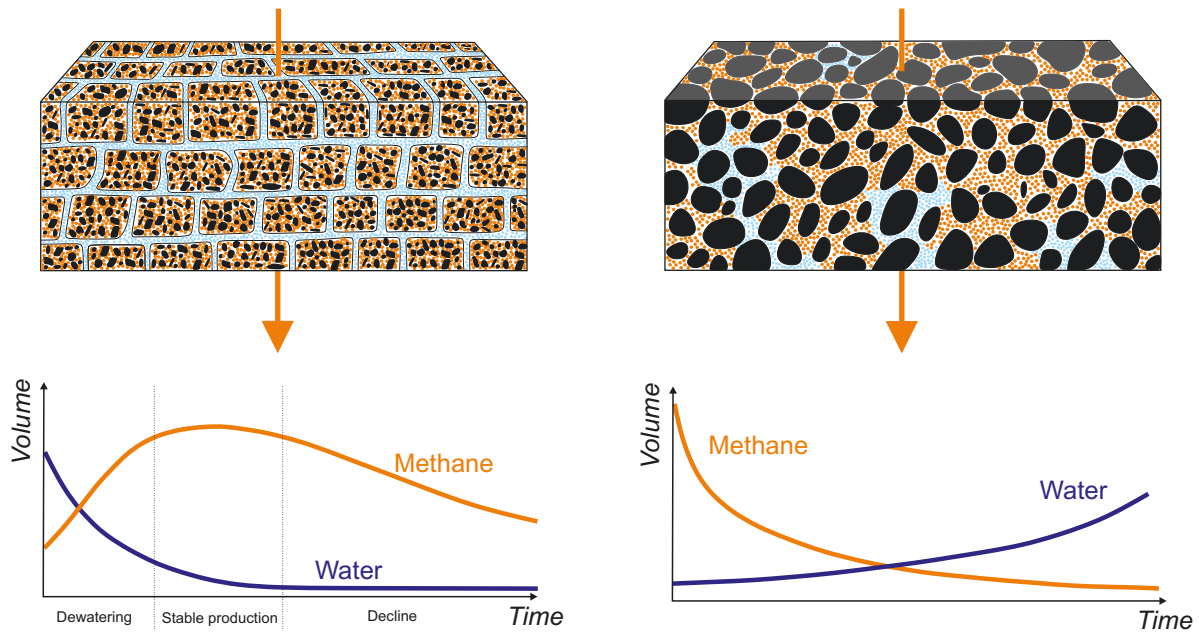 Volume
Methane
Water
Time
Dewatering
Stable production
Decline
Volume
Methane
Water
Time